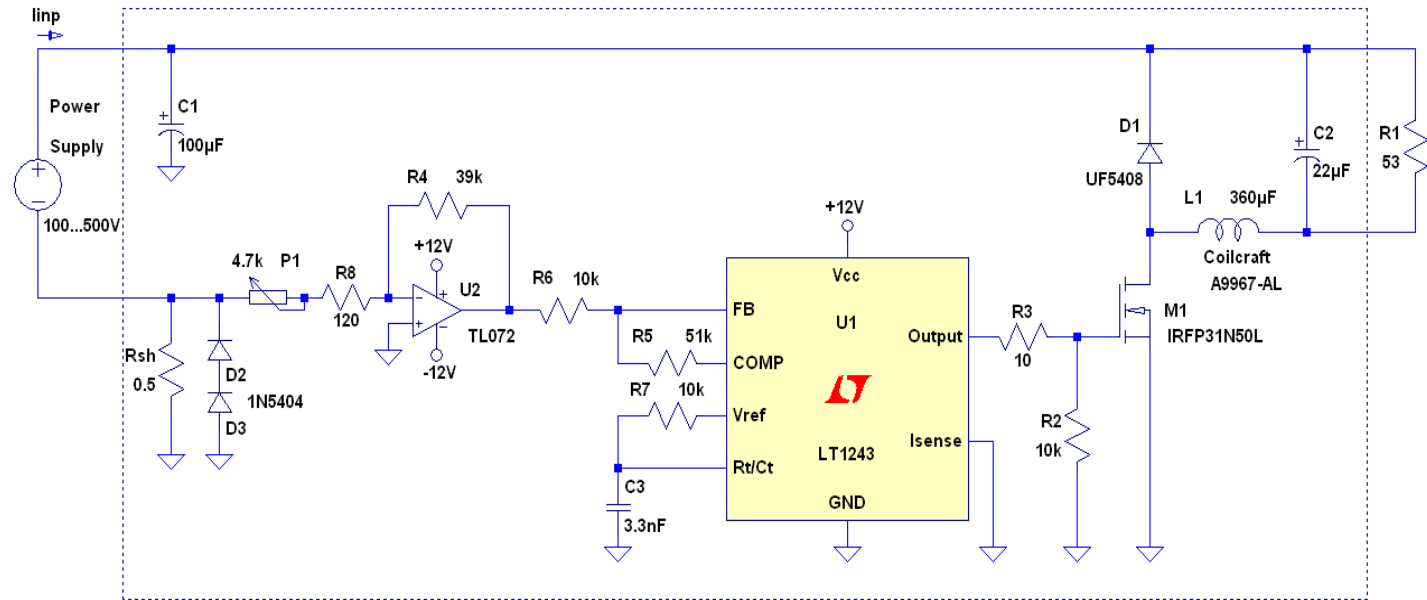 Iinp
Power
Supply
100...500V
C1
100µF
R4 39k
4.7k P1
R8
120
+12V
U2
TL072
-12V
Rsh
0.5
D2
1N5404
D3
R6 10k
R5 51k
R7 10k
C3
3.3nF
+12V
Vcc
FB
U1
Output
COMP
Vref
Isense
LT1243
Rt/Ct
GND
R3
10
R2
10k
D1
UF5408
L1 360µF
Coilcraft
A9967-AL
M1
IRFP31N50L
C2
22µF
R1
53